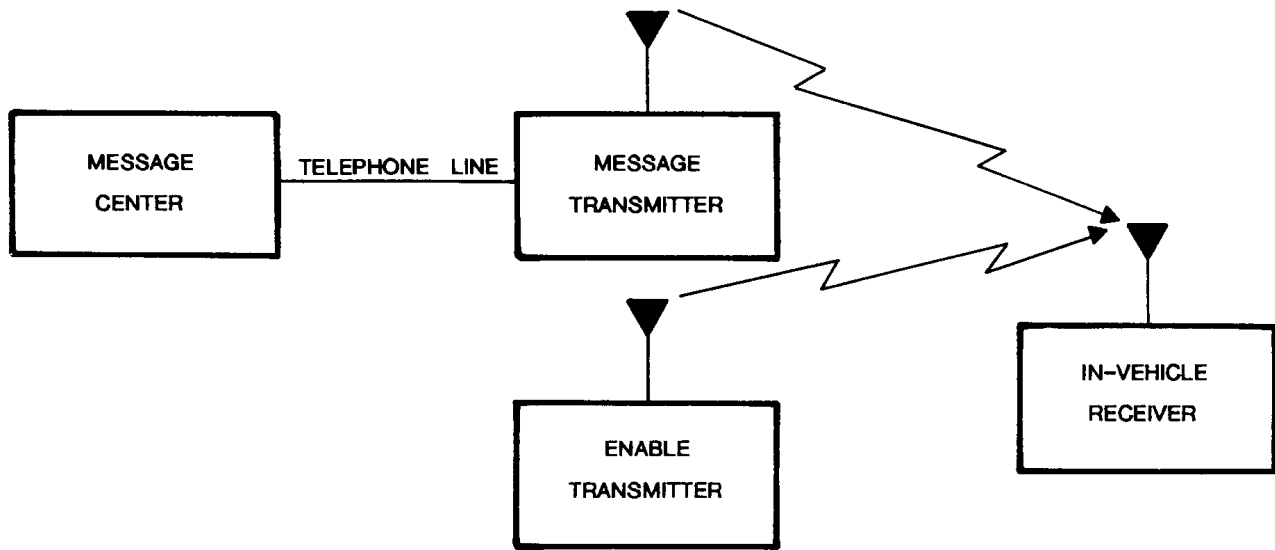 MESSAGE
CENTER
TELEPHONE LINE
MESSAGE
TRANSMITTER
ENABLE
TRANSMITTER
IN-VEHICLE
RECEIVER